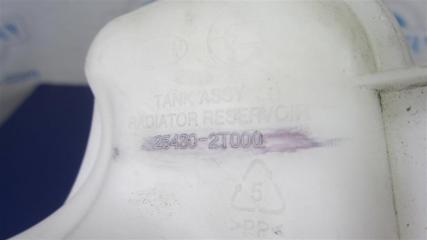 TANK ASSY
RADIATOR RESERVOIR
25430-2T000
5
>PP<